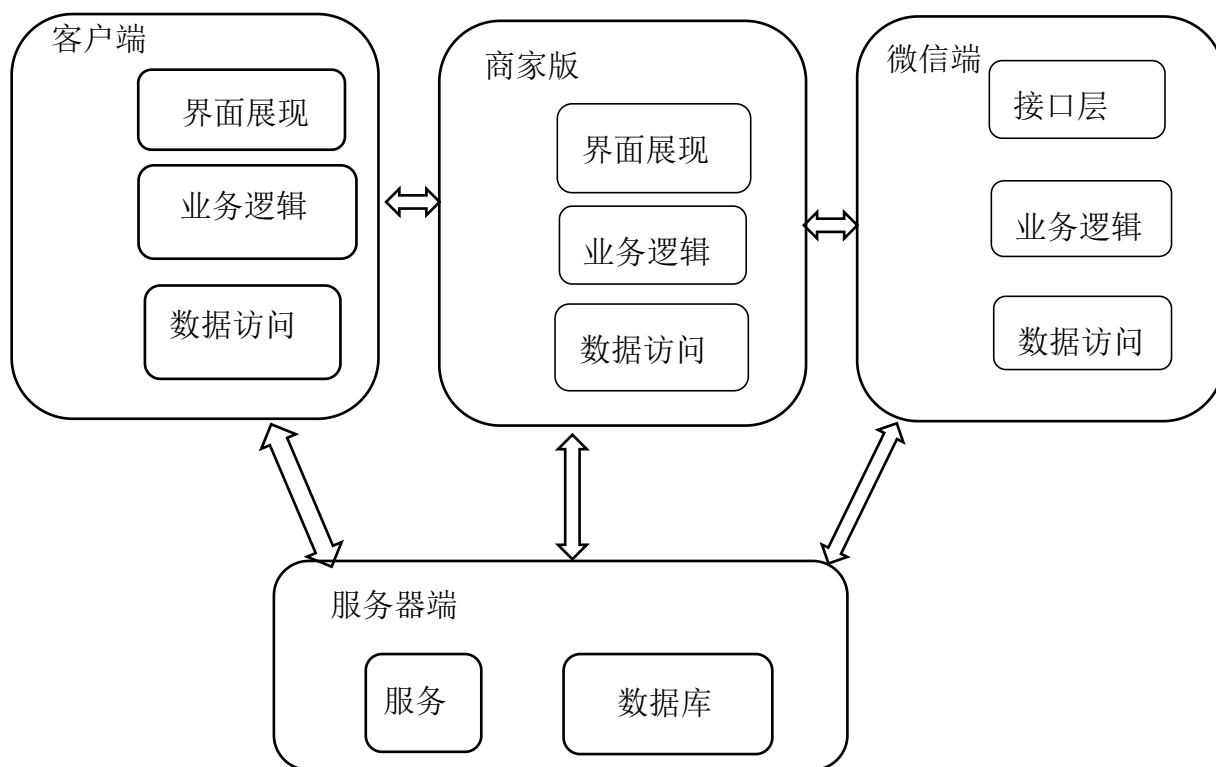 客户端
界面展现
业务逻辑
数据访问
商家版
界面展现
业务逻辑
数据访问
微信端
接口层
业务逻辑
数据访问
服务器端
服务
数据库